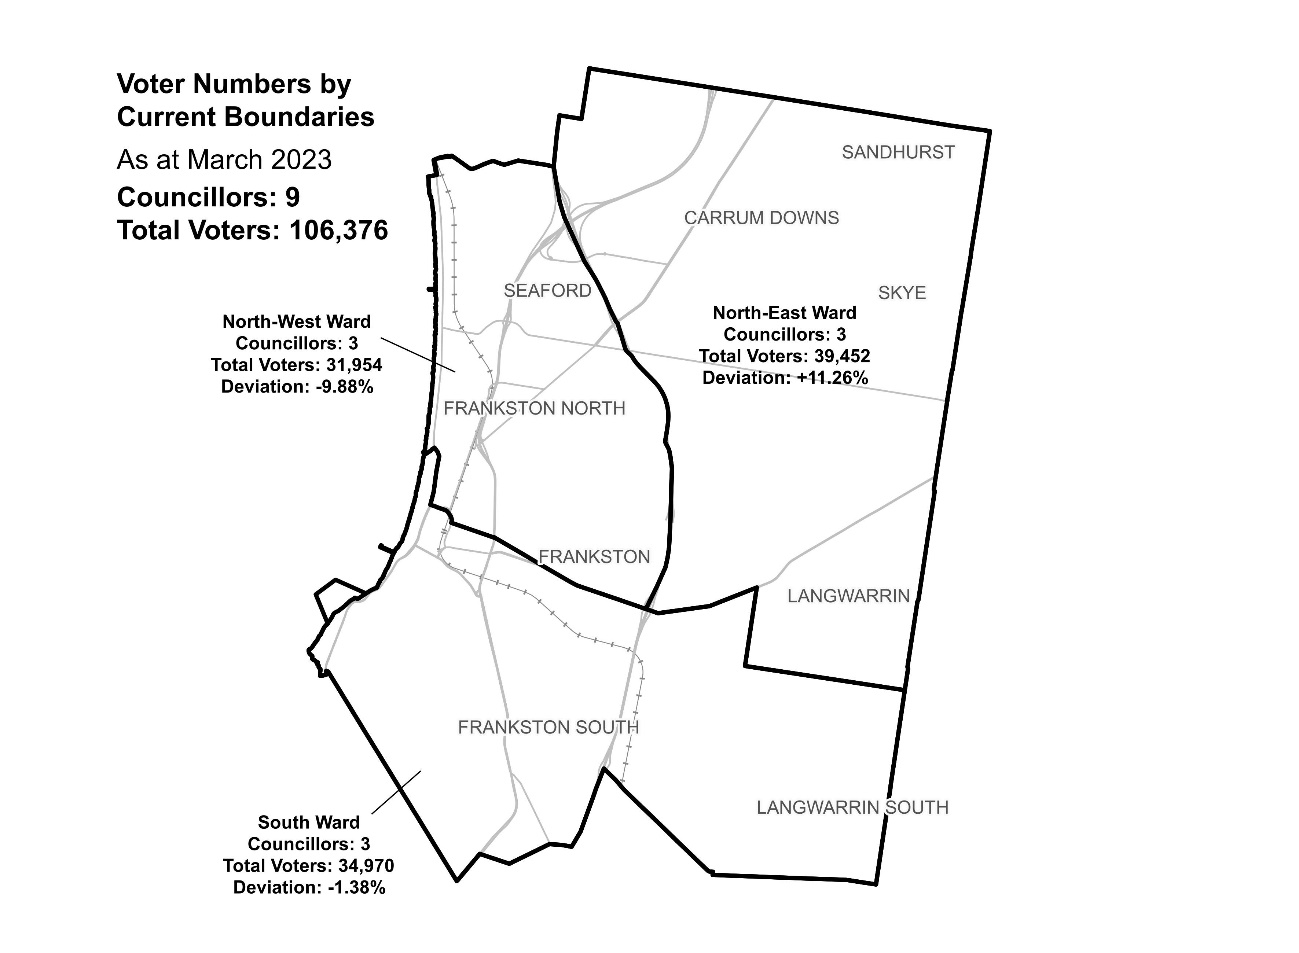 Voter Numbers by
Current Boundaries
As at March 2023
Councillors: 9
Total Voters: 106,376
SANDHURST
CARRUM DOWNS
SEAFORD
SKYE
North-East Ward
Councillors: 3
Total Voters: 39,452
Deviation: +11.26%
North-West Ward
Councillors: 3
Total Voters: 31,954
Deviation: -9.88%
FRANKSTON NORTH
FRANKSTON
LANGWARRIN
FRANKSTON SOUTH
LANGWARRIN SOUTH
South Ward
Councillors: 3
Total Voters: 34,970
Deviation: -1.38%